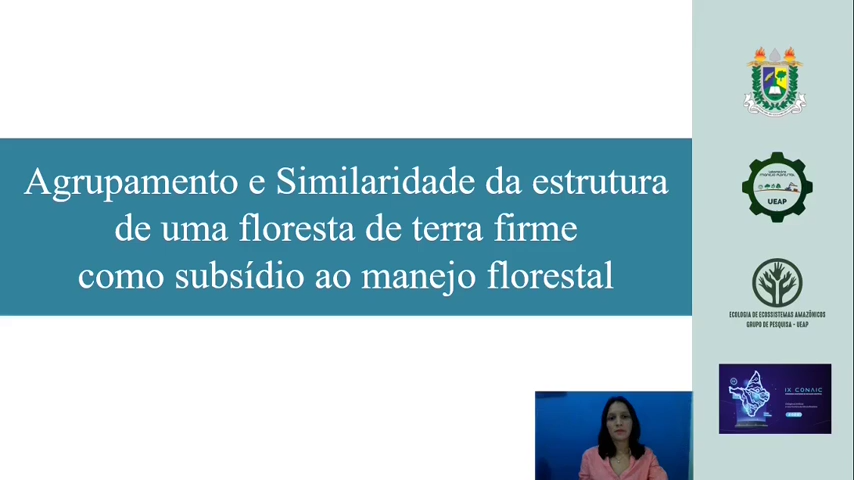 Agrupamento e Similaridade da estrutura
de uma floresta de terra firme
como subsídio ao manejo florestal
UEAP
ECOLOGIA DE ECOSSISTEMAS AMAZÔNICOS
GRUPO DE PESQUISA - UEAP
IX CONAIC